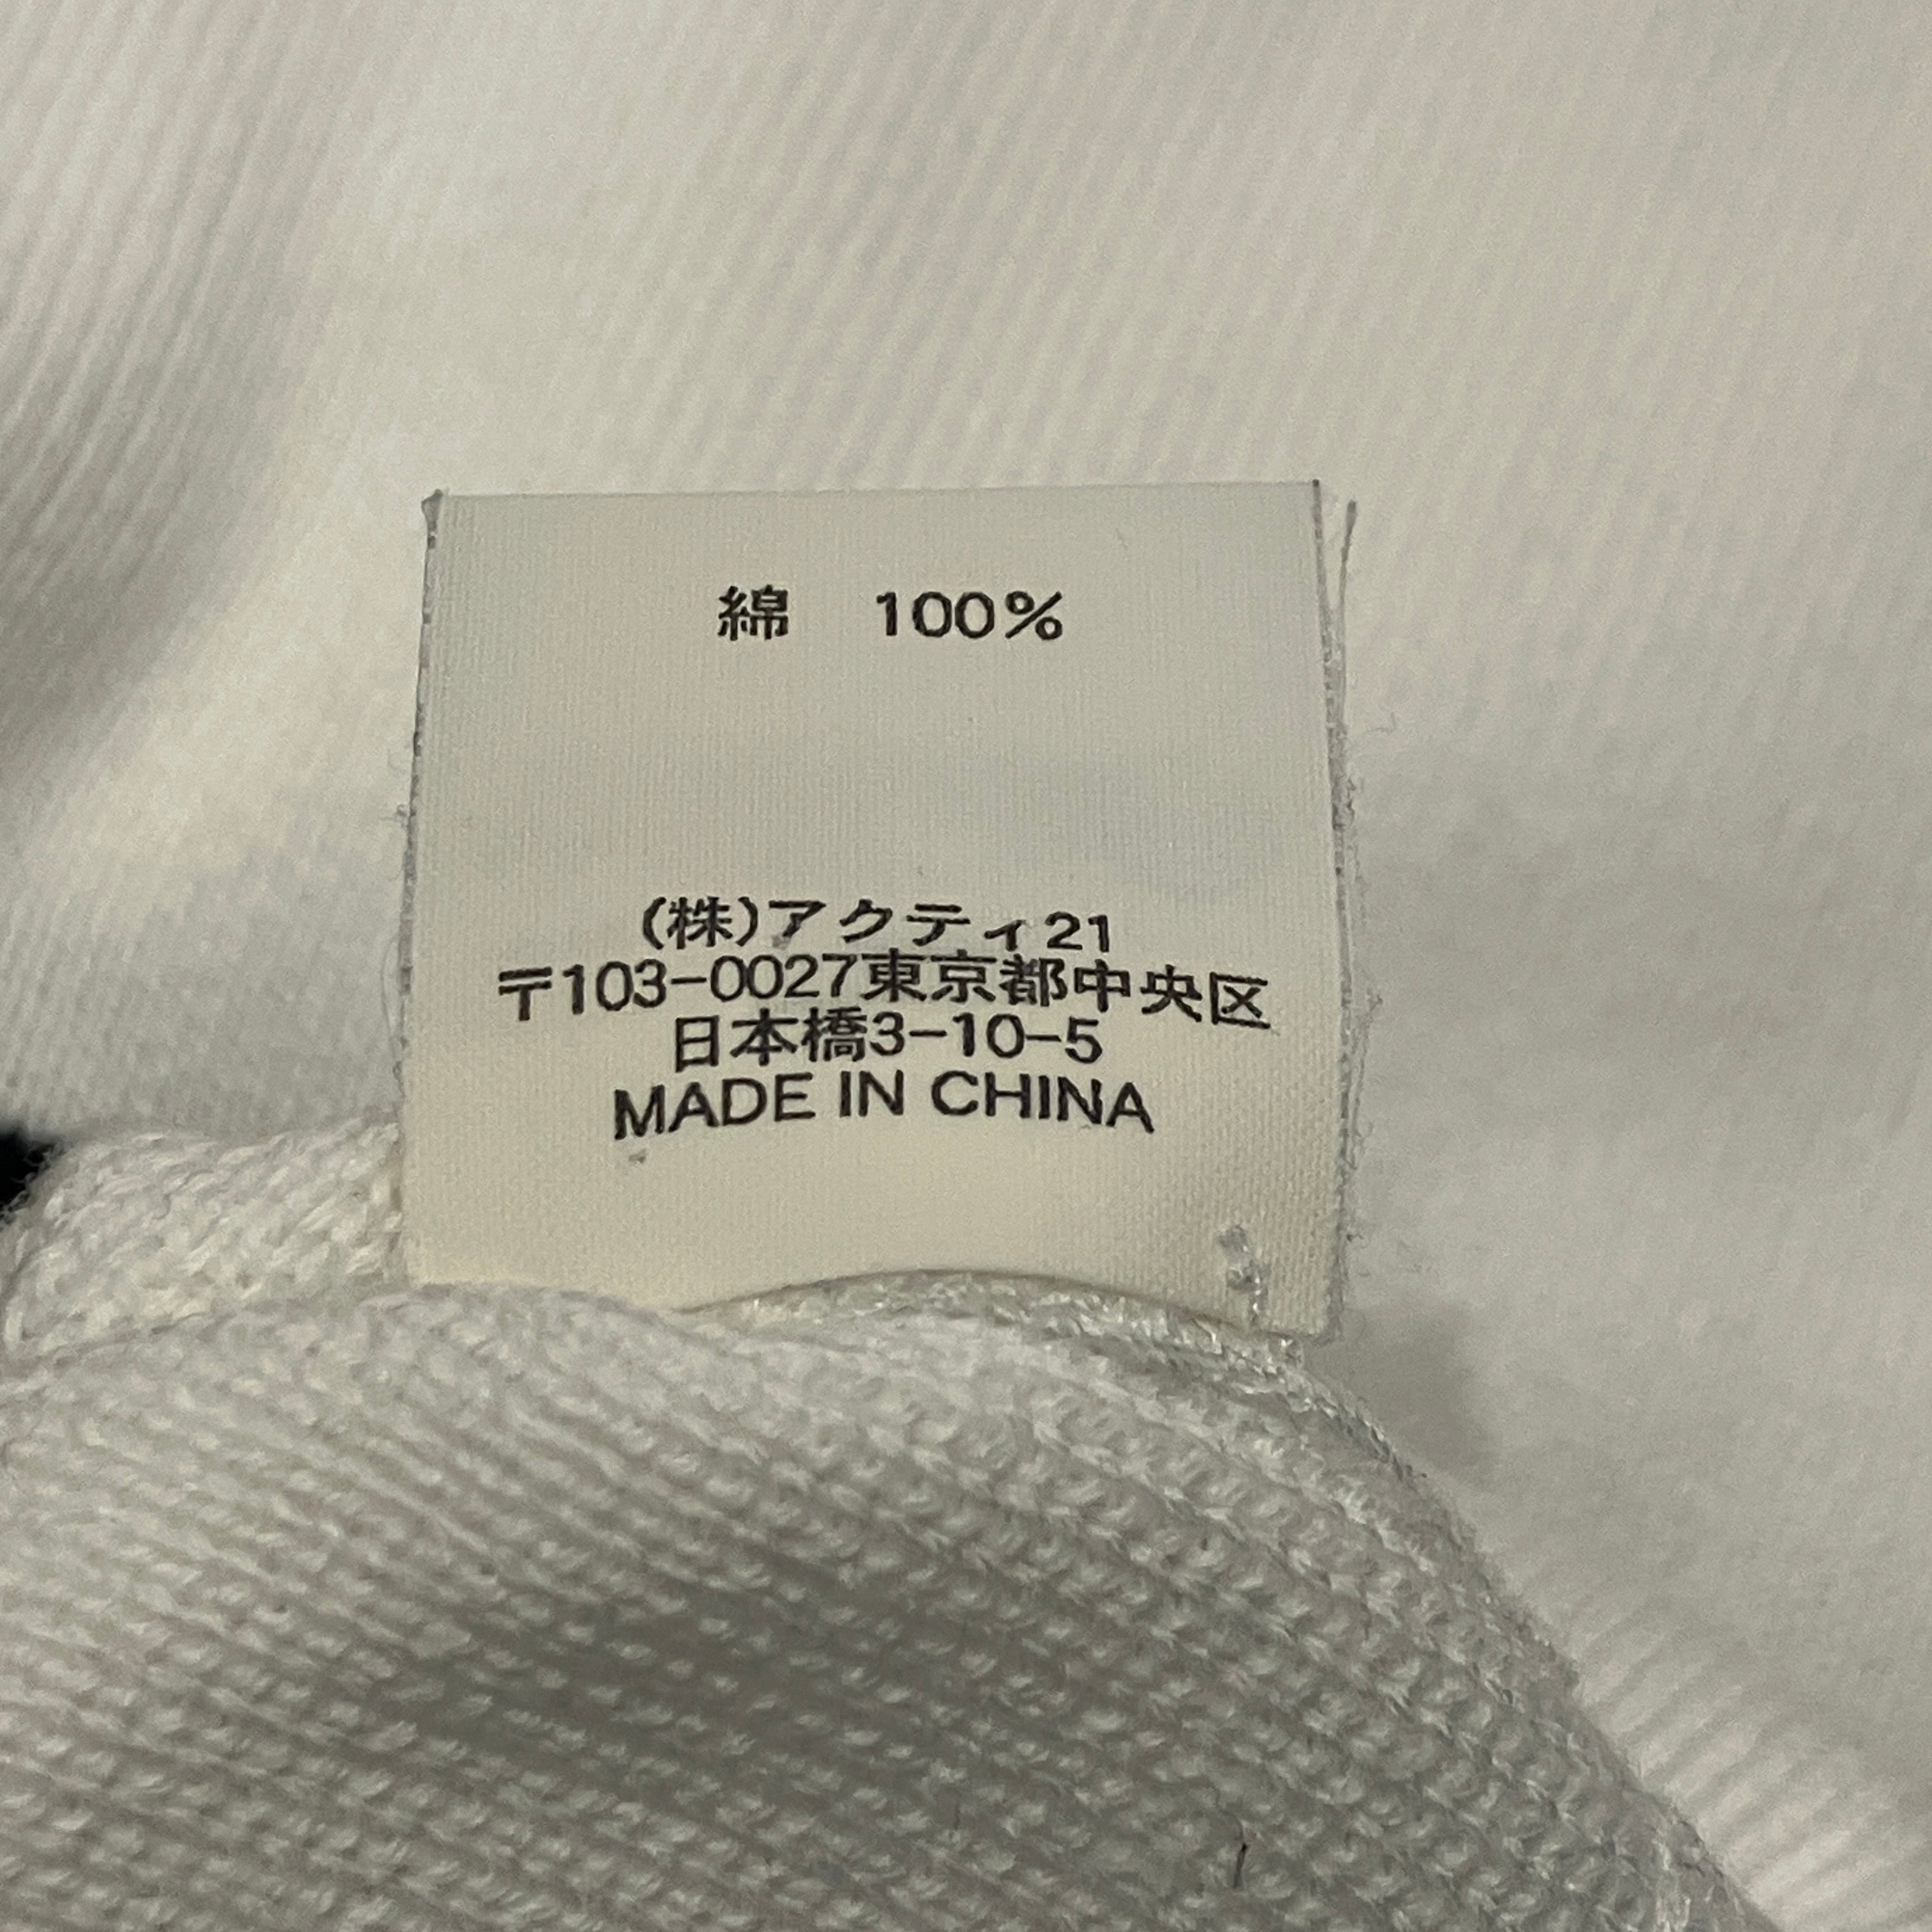 綿　100%
(株)アクティ21
〒103-0027東京都中央区
日本橋3-10-5
MADE IN CHINA